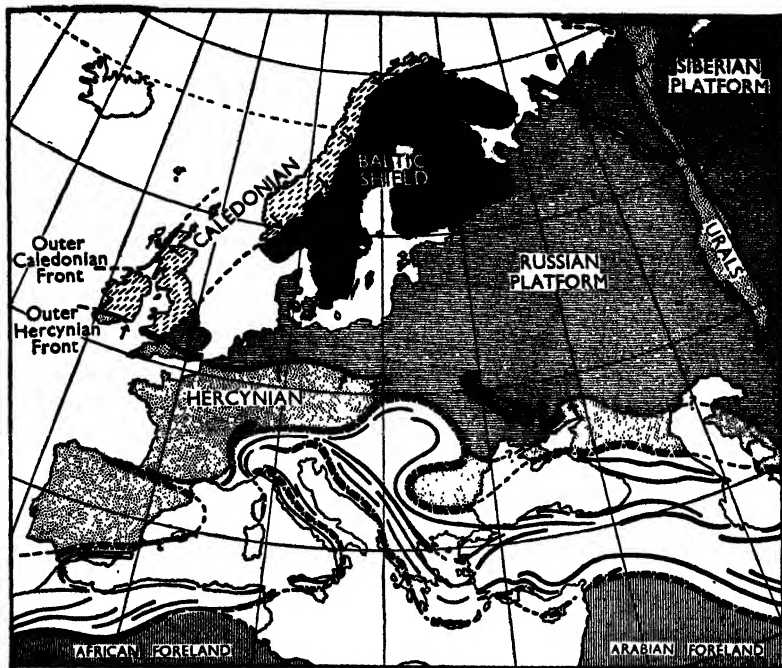 SIBERIAN
PLATFORM
BALTIC
SHIELD
CALEDONIAN
Outer
Caledonian
Front
URALS
RUSSIAN
PLATFORM
Outer
Hercynian
Front
HERCYNIAN
AFRICAN FORELAND
ARABIAN FORELAND